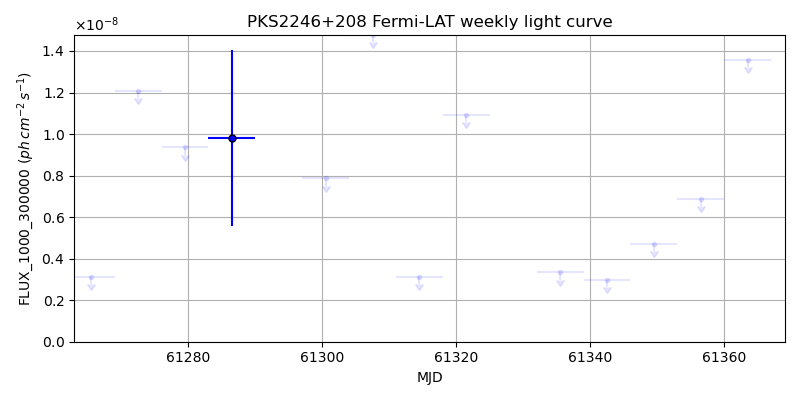 PKS2246+208 Fermi-LAT weekly light curve
×10⁻⁸
FLUX_1000_300000 (ph cm⁻² s⁻¹)
1.4
1.2
1.0
0.8
0.6
0.4
0.2
0.0
61280 61300 61320 61340 61360
MJD